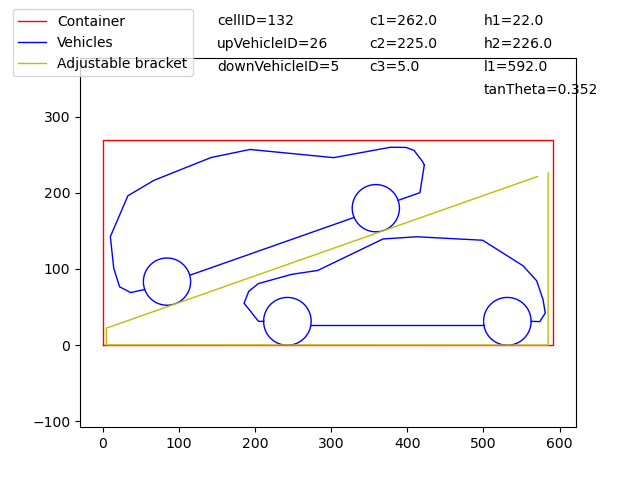 Container
Vehicles
Adjustable bracket
cellID=132
upVehicleID=26
downVehicleID=5
c1=262.0
c2=225.0
c3=5.0
h1=22.0
h2=226.0
l1=592.0
tanTheta=0.352
300
200
100
0
−100
0 100 200 300 400 500 600